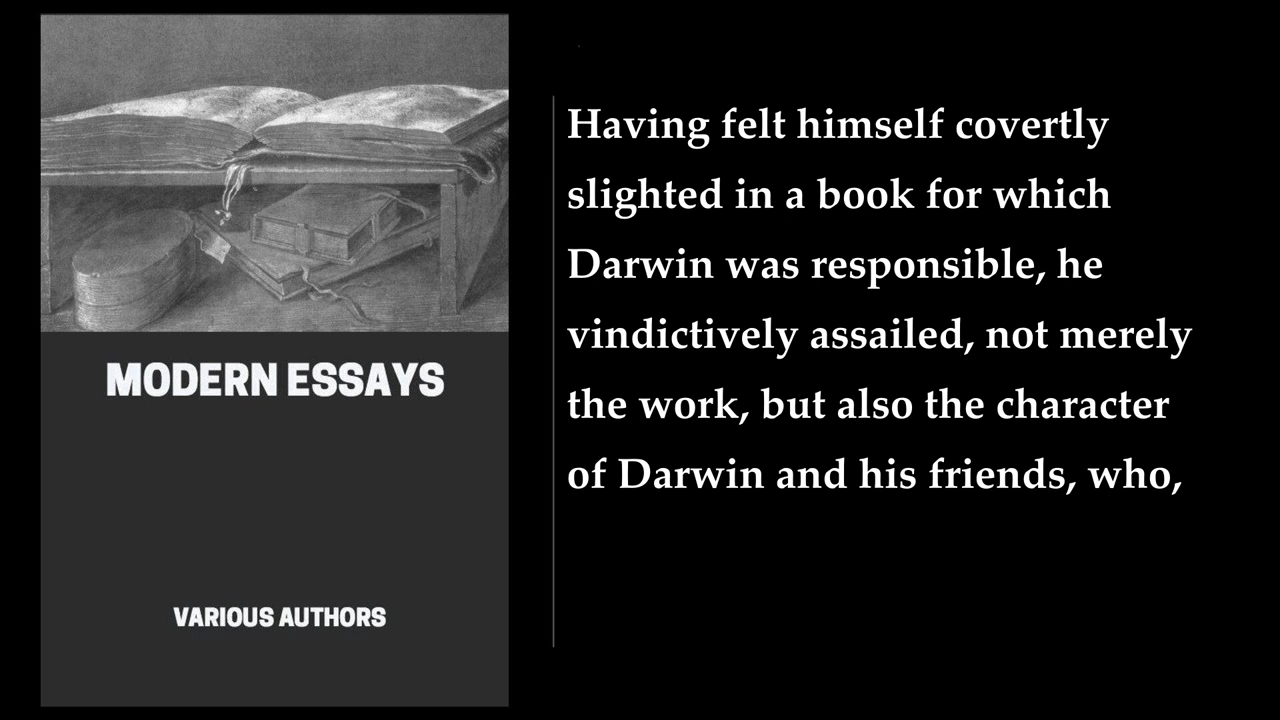 MODERN ESSAYS
VARIOUS AUTHORS
Having felt himself covertly
slighted in a book for which
Darwin was responsible, he
vindictively assailed, not merely
the work, but also the character
of Darwin and his friends, who,